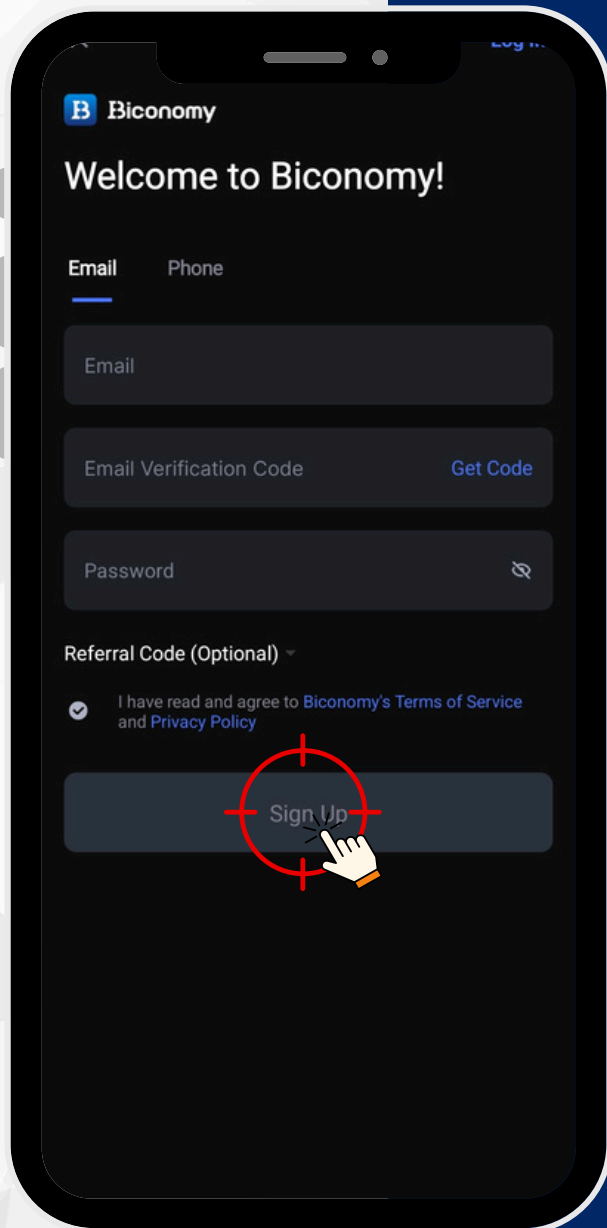 Biconomy
Welcome to Biconomy!
Email Phone
Email
Email Verification Code Get Code
Password
Referral Code (Optional)
I have read and agree to Biconomy's Terms of Service
and Privacy Policy
Sign Up